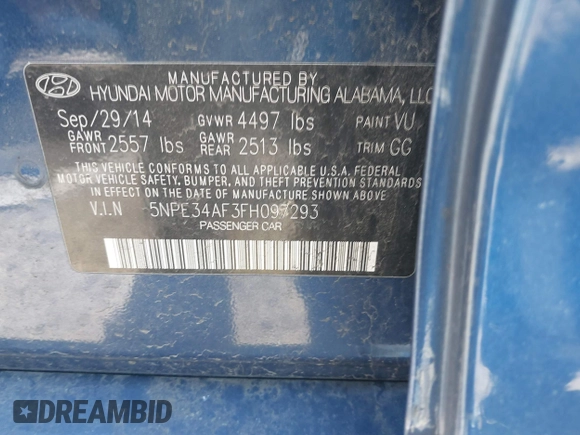 MANUFACTURED BY
HYUNDAI MOTOR MANUFACTURING ALABAMA, LLC
Sep/29/14 GVWR 4497 lbs PAINT VU
GAWR FRONT 2557 lbs GAWR REAR 2513 lbs TRIM GG
THIS VEHICLE CONFORMS TO ALL APPLICABLE U.S.A. FEDERAL
MOTOR VEHICLE SAFETY, BUMPER, AND THEFT PREVENTION STANDARDS
IN EFFECT ON THE DATE OF MANUFACTURE SHOWN ABOVE.
V.I.N 5NPE34AF3FH097293
PASSENGER CAR
DREAMBID